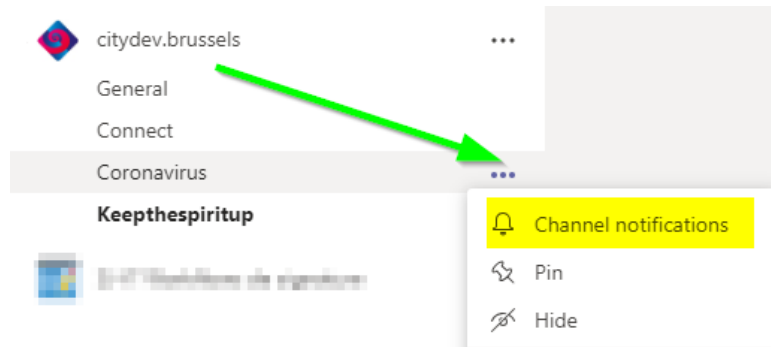 citydev.brussels
General
Connect
Coronavirus
Keepthespiritup
Channel notifications
Pin
Hide